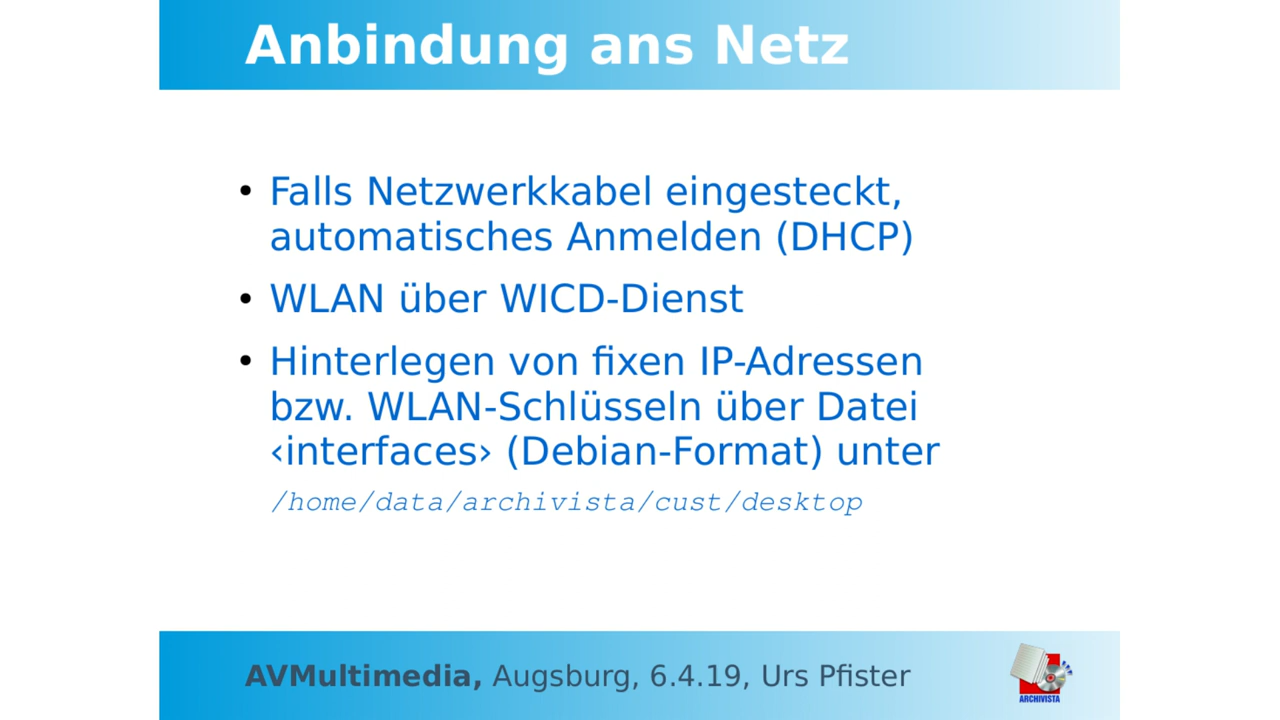 Anbindung ans Netz
• Falls Netzwerkkabel eingesteckt,
automatisches Anmelden (DHCP)
• WLAN über WICD-Dienst
• Hinterlegen von fixen IP-Adressen
bzw. WLAN-Schlüsseln über Datei
‹interfaces› (Debian-Format) unter
/home/data/archivista/cust/desktop
AVMultimedia, Augsburg, 6.4.19, Urs Pfister
ARCHIVISTA